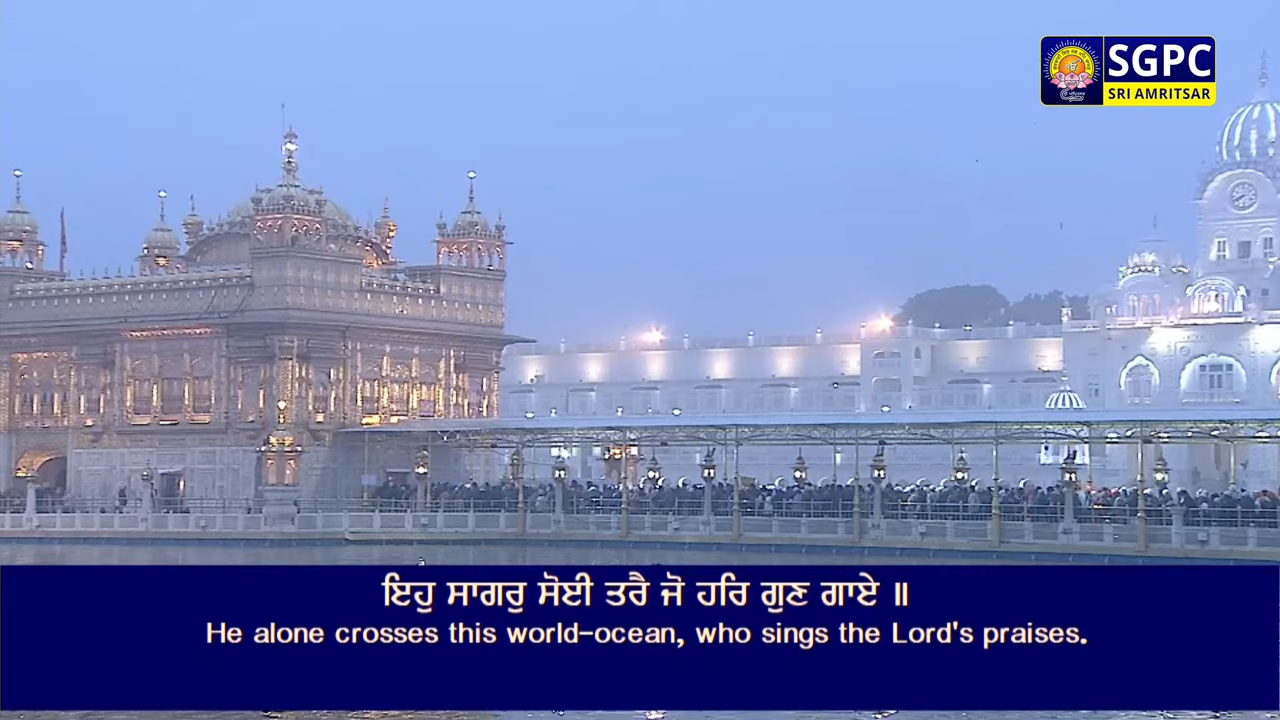 SGPC
SRI AMRITSAR
ਇਹੁ ਸਾਗਰੁ ਸੋਈ ਤਰੈ ਜੋ ਹਰਿ ਗੁਣ ਗਾਏ ॥
He alone crosses this world-ocean, who sings the Lord's praises.